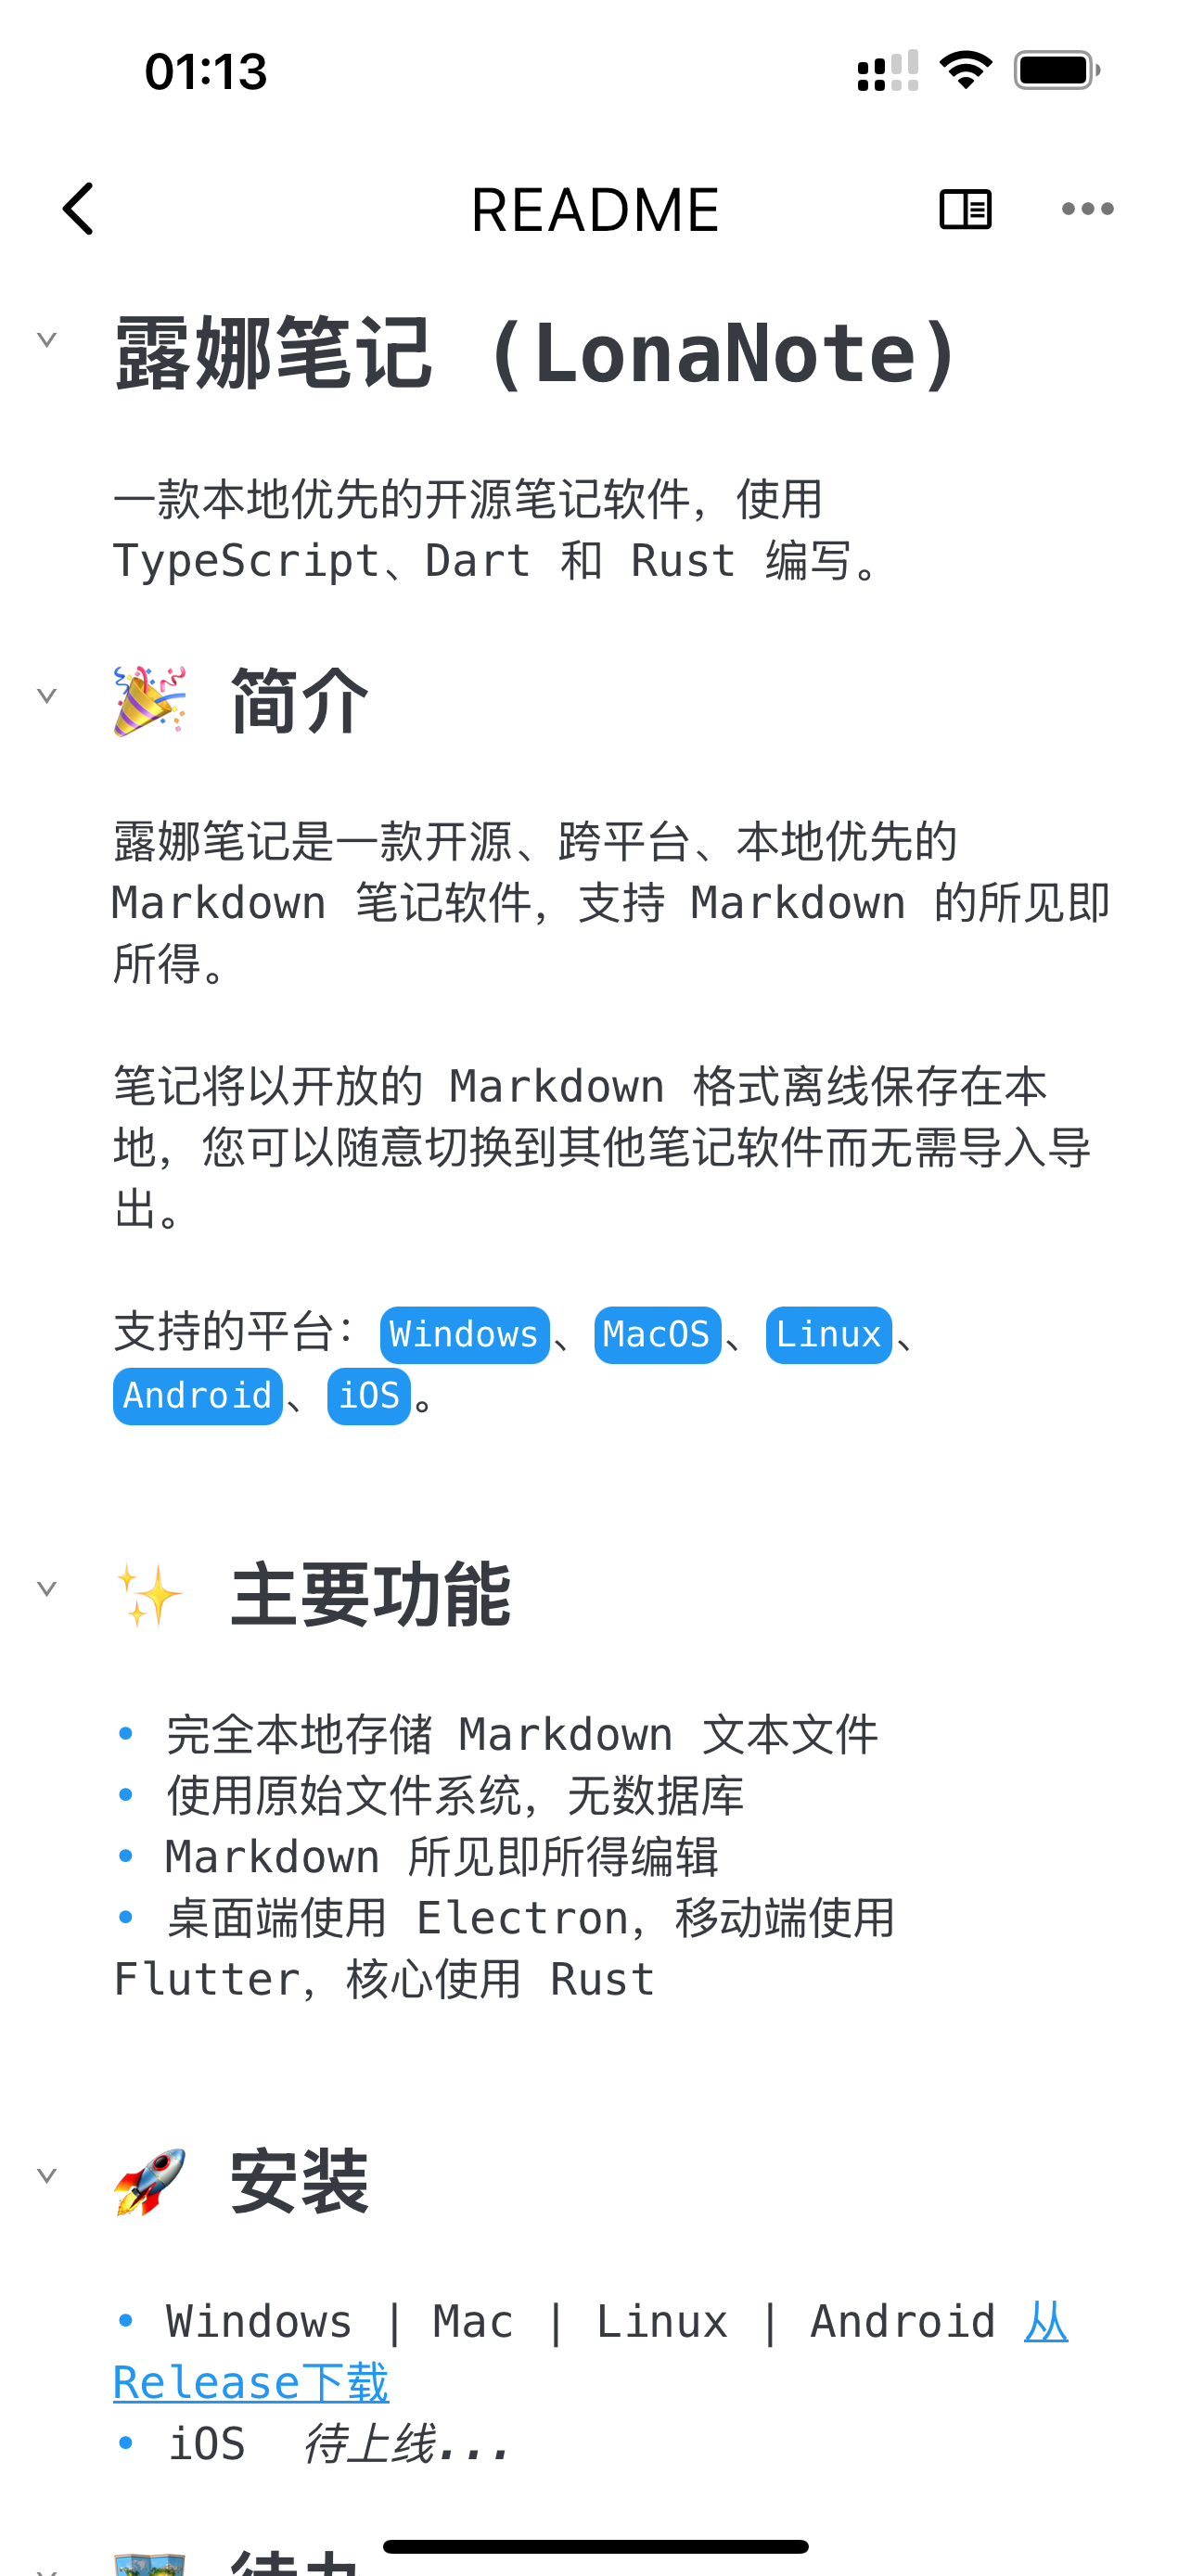 01:13
README
露娜笔记 (LonaNote)
一款本地优先的开源笔记软件，使用
TypeScript、Dart 和 Rust 编写。
🎉 简介
露娜笔记是一款开源、跨平台、本地优先的
Markdown 笔记软件，支持 Markdown 的所见即
所得。
笔记将以开放的 Markdown 格式离线保存在本
地，您可以随意切换到其他笔记软件而无需导入导
出。
支持的平台：Windows、MacOS、Linux、
Android、iOS。
✨ 主要功能
• 完全本地存储 Markdown 文本文件
• 使用原始文件系统，无数据库
• Markdown 所见即所得编辑
• 桌面端使用 Electron，移动端使用
Flutter，核心使用 Rust
🚀 安装
• Windows | Mac | Linux | Android 丛
Release下载
• iOS 待上线...